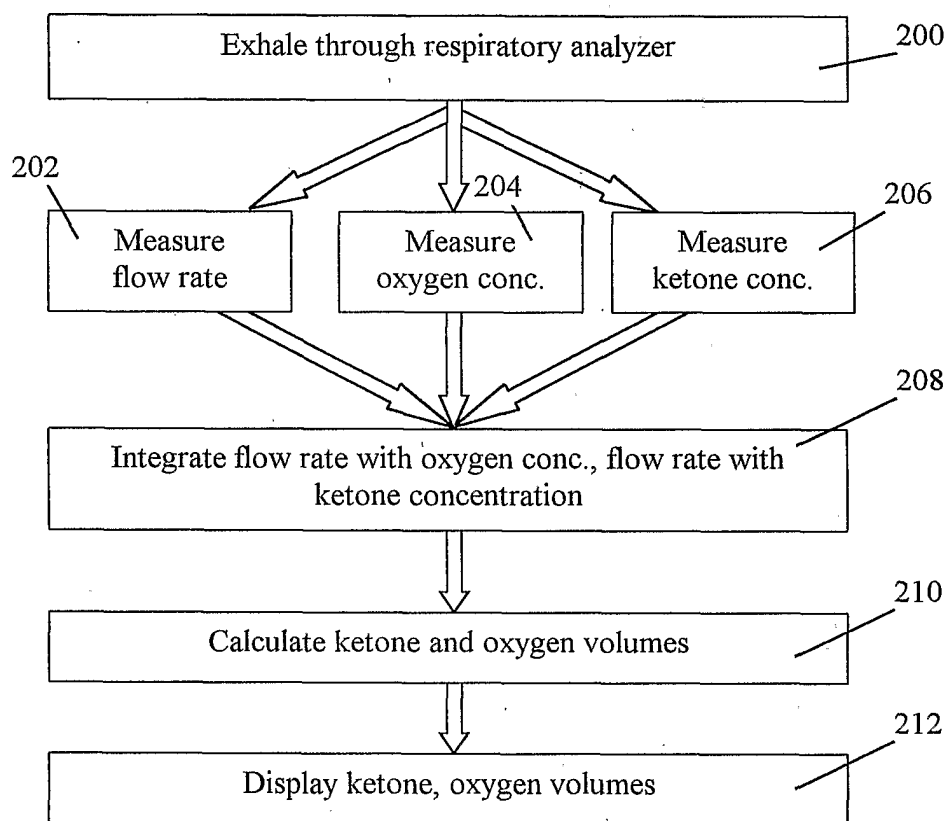 Exhale through respiratory analyzer
200
202
204
206
Measure
flow rate
Measure
oxygen conc.
Measure
ketone conc.
208
Integrate flow rate with oxygen conc., flow rate with
ketone concentration
210
Calculate ketone and oxygen volumes
212
Display ketone, oxygen volumes